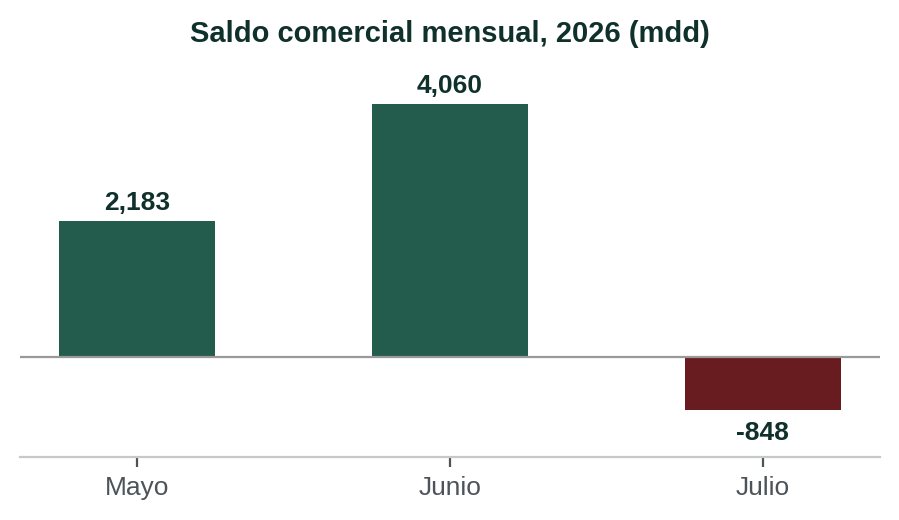 Saldo comercial mensual, 2026 (mdd)
4,060
2,183
-848
Mayo Junio Julio